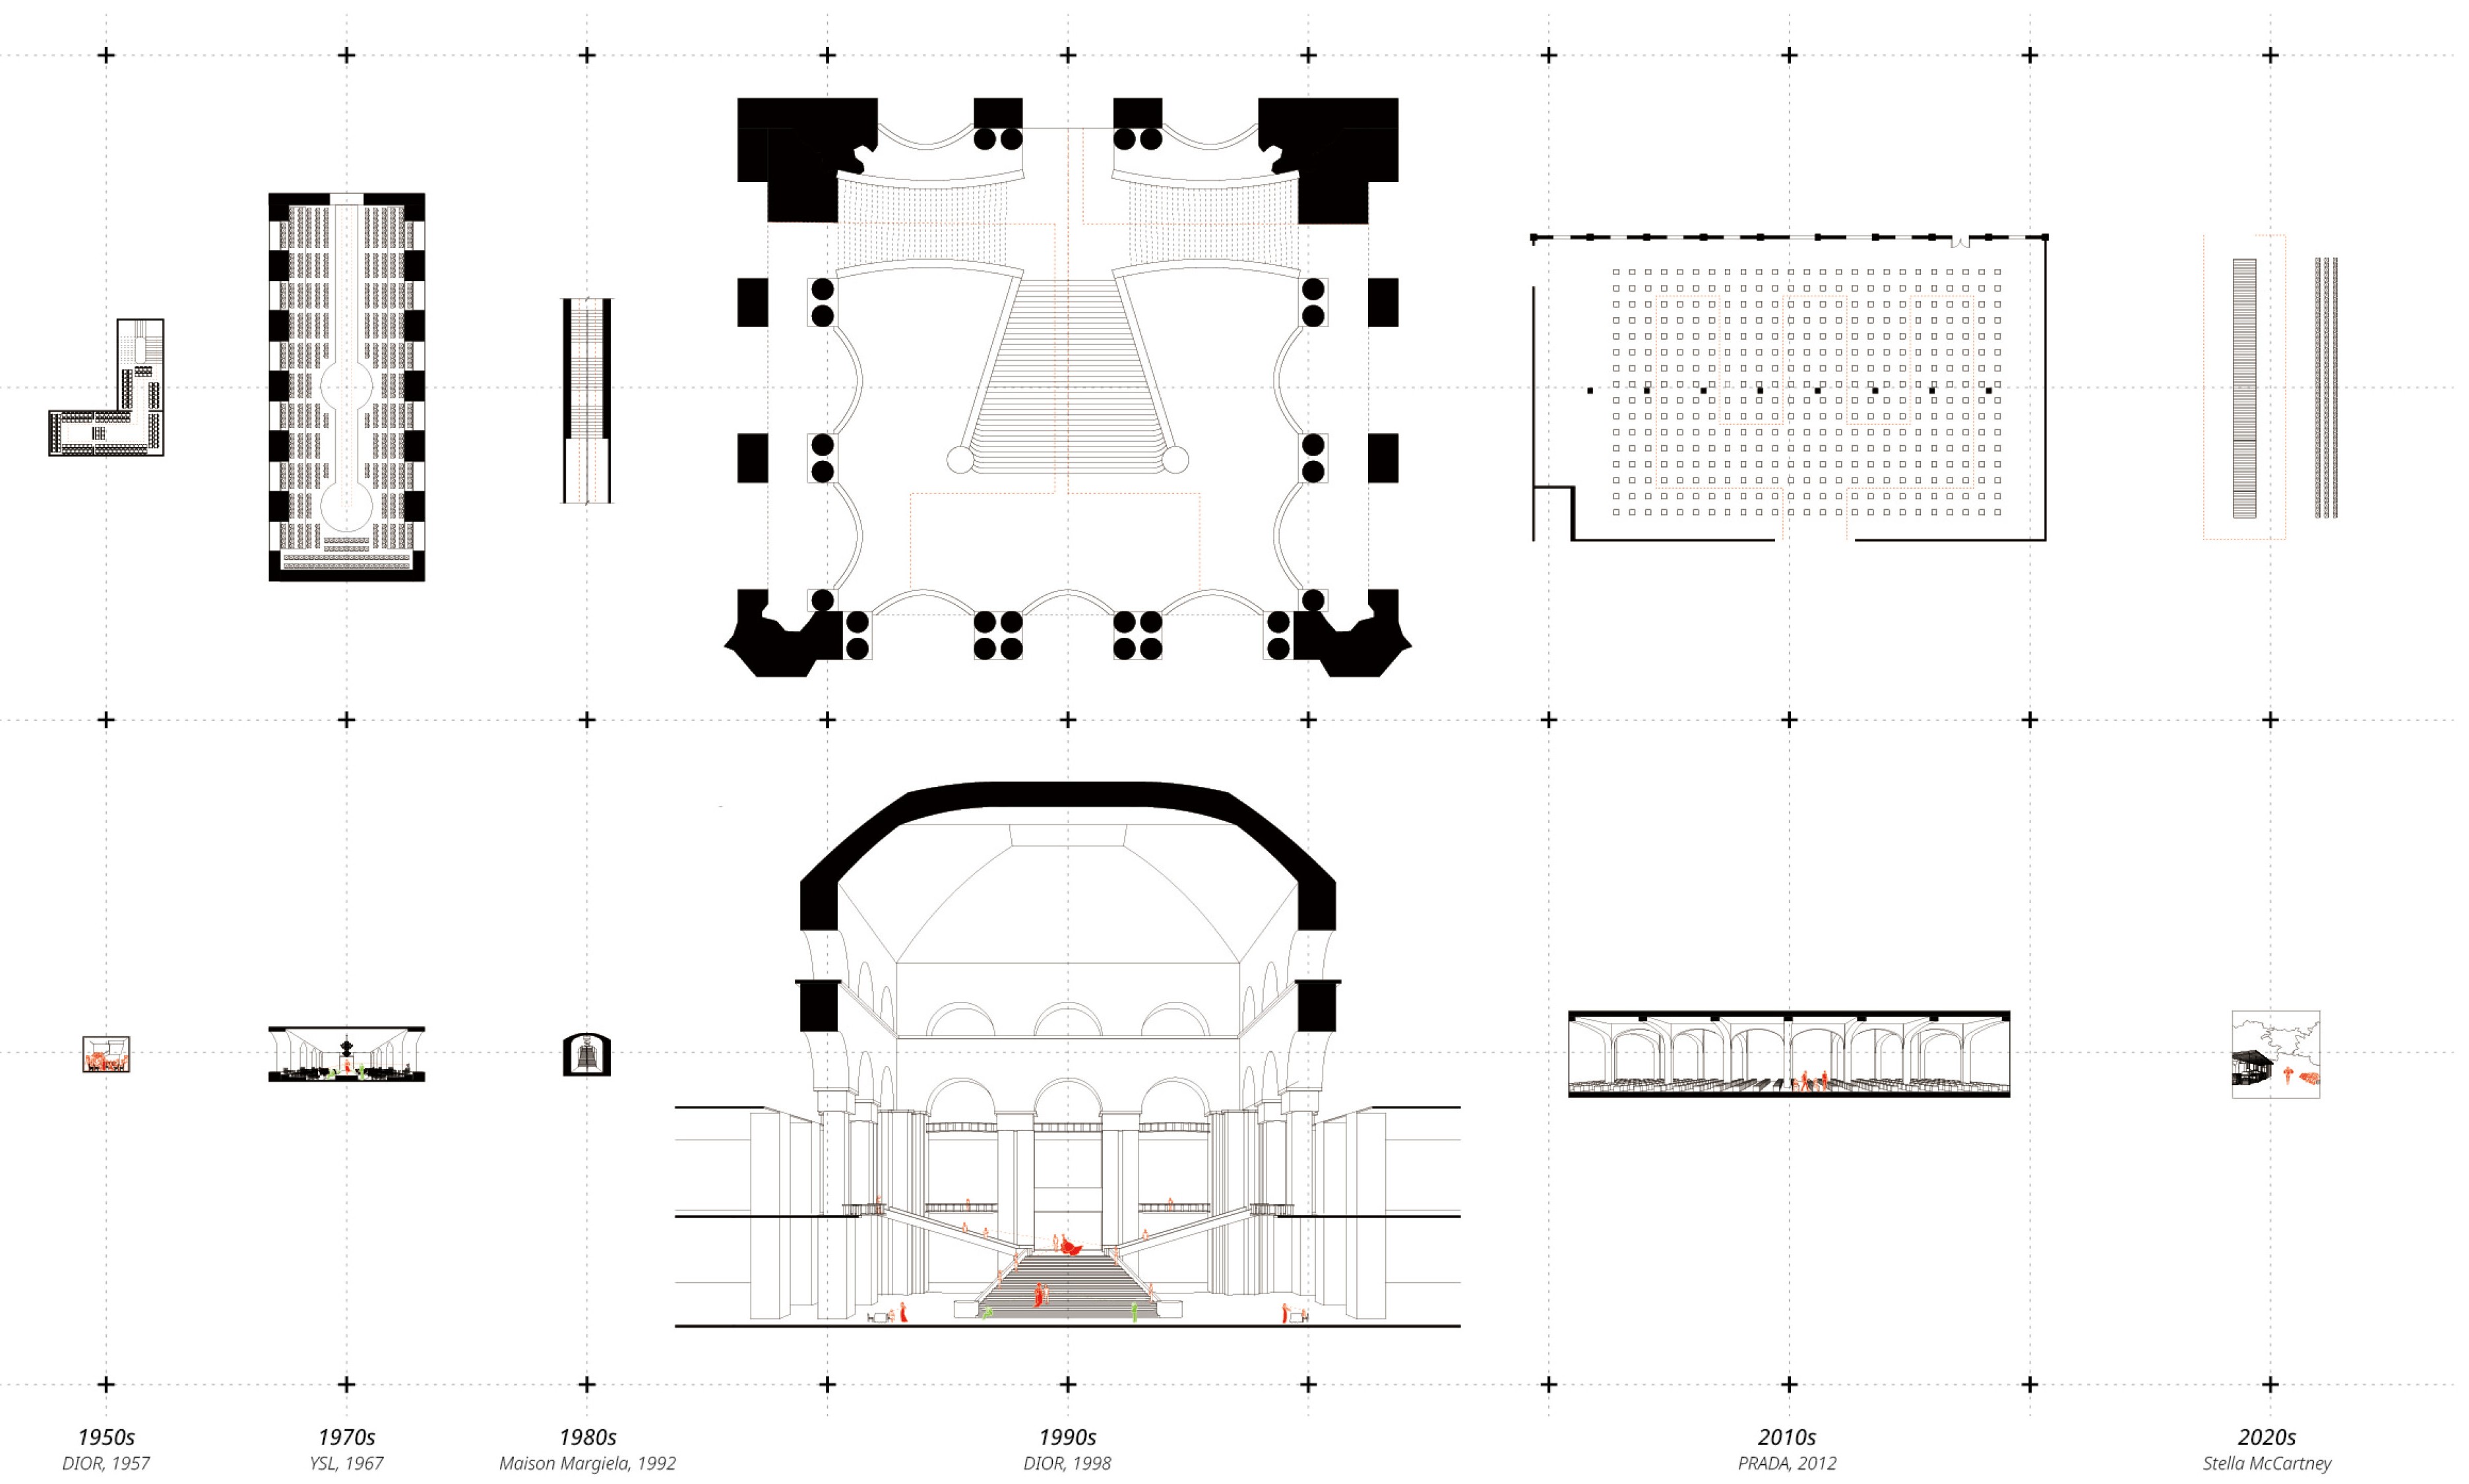 1950s
DIOR, 1957
1970s
YSL, 1967
1980s
Maison Margiela, 1992
1990s
DIOR, 1998
2010s
PRADA, 2012
2020s
Stella McCartney